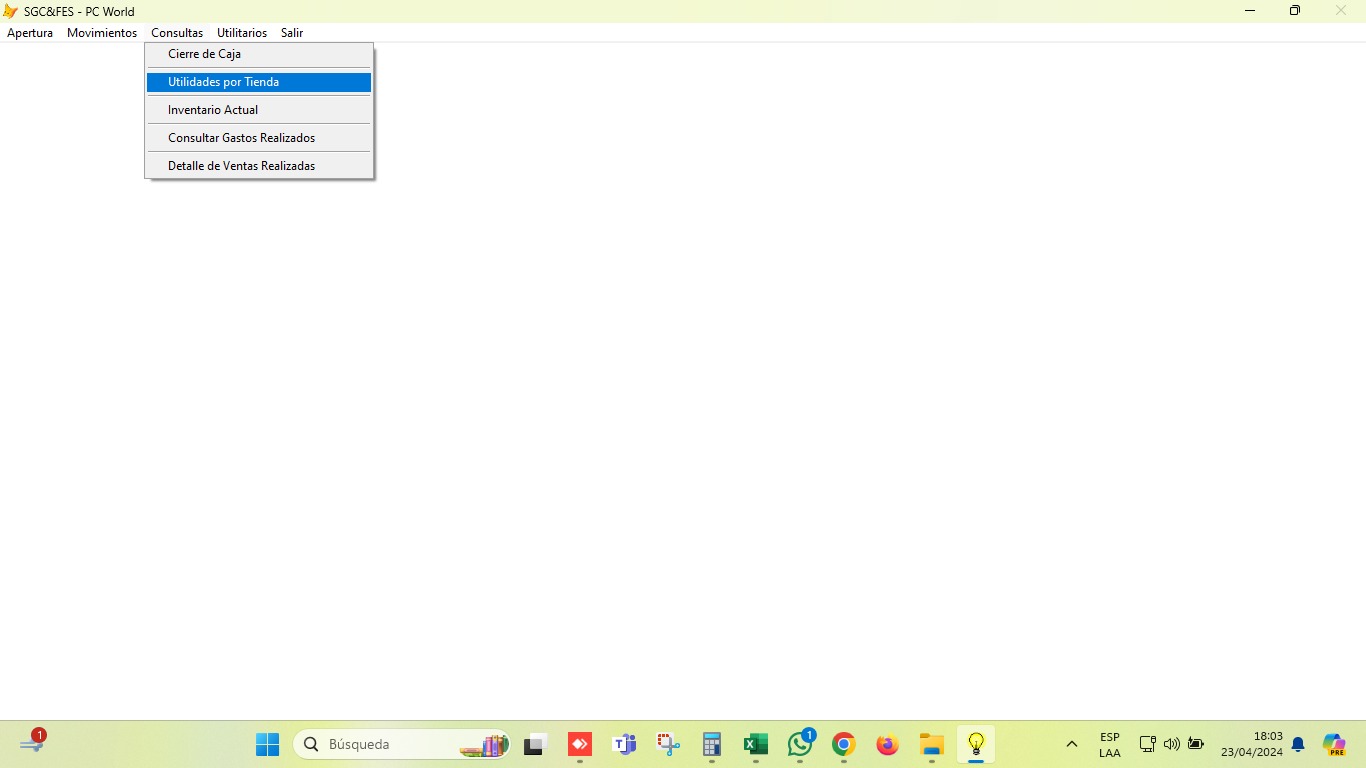 SGC&FES - PC World
Apertura Movimientos Consultas Utilitarios Salir
Cierre de Caja
Utilidades por Tienda
Inventario Actual
Consultar Gastos Realizados
Detalle de Ventas Realizadas
1
Búsqueda
1
ESP
LAA
18:03
23/04/2024
PRE